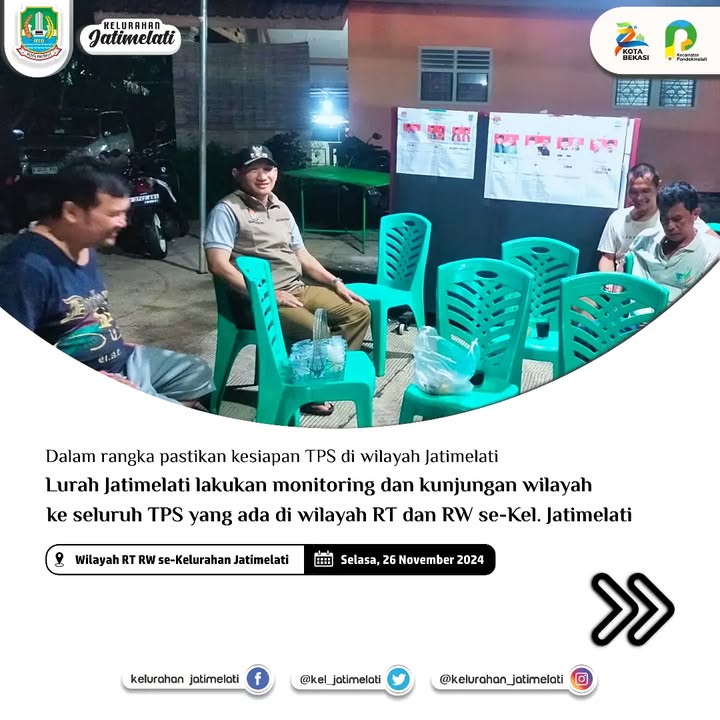 KELURAHAN
Jatimelati
KOTA
BEKASI
Kecamatan
Pondokmelati
Dalam rangka pastikan kesiapan TPS di wilayah Jatimelati
Lurah Jatimelati lakukan monitoring dan kunjungan wilayah
ke seluruh TPS yang ada di wilayah RT dan RW se-Kel. Jatimelati
Wilayah RT RW se-Kelurahan Jatimelati
Selasa, 26 November 2024
kelurahan jatimelati
@kel_jatimelati
@kelurahan_jatimelati